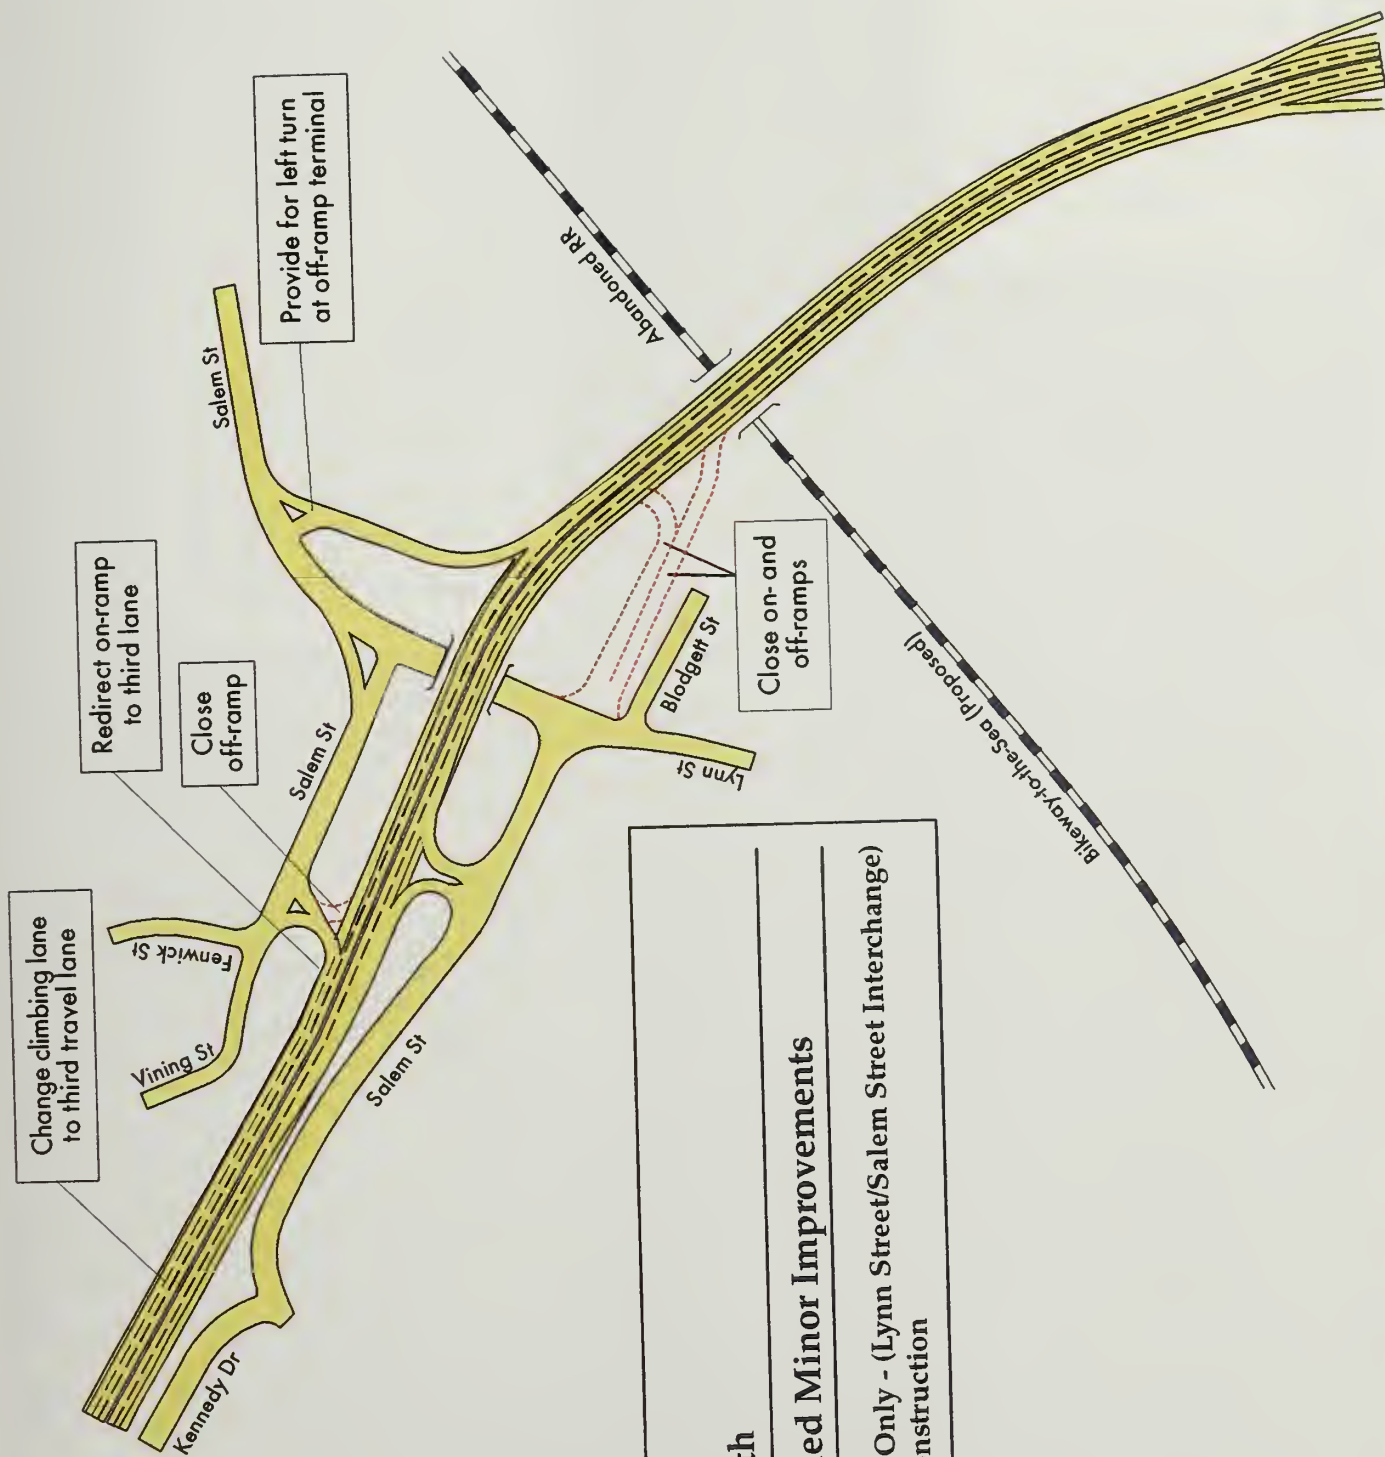 Change climbing lane
to third travel lane
Redirect on-ramp
to third lane
Close
off-ramp
Provide for left turn
at off-ramp terminal
Salem St
Salem St
Fenwick St
Vining St
Salem St
Kennedy Dr
Abandoned RR
Close on- and
off-ramps
Blodgett St
Lynn St
Bikeway-to-the-Sea (Proposed)
Minor Improvements
Only - (Lynn Street/Salem Street Interchange)